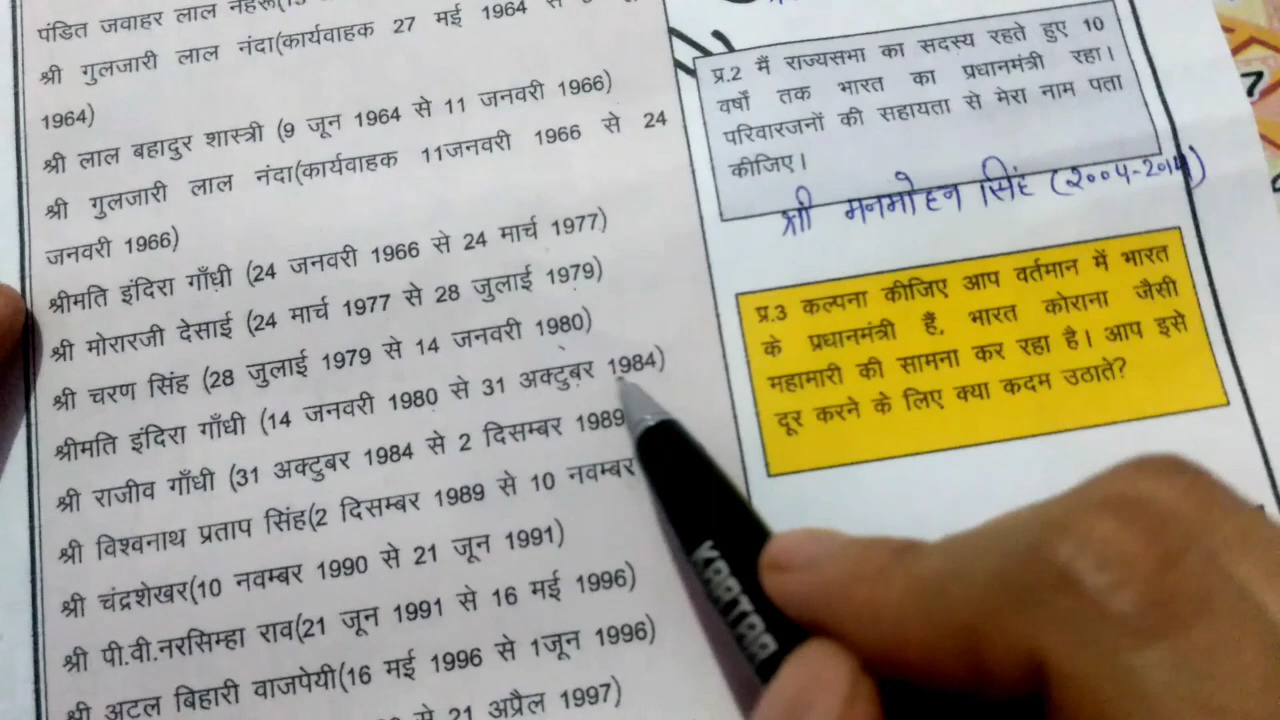 पंडित जवाहर लाल नेहरू(15
श्री गुलजारी लाल नंदा(कार्यवाहक 27 मई 1964 से
1964)
श्री लाल बहादुर शास्त्री (9 जून 1964 से 11 जनवरी 1966)
श्री गुलजारी लाल नंदा(कार्यवाहक 11जनवरी 1966 से 24
जनवरी 1966)
श्रीमति इंदिरा गाँधी (24 जनवरी 1966 से 24 मार्च 1977)
श्री मोरारजी देसाई (24 मार्च 1977 से 28 जुलाई 1979)
श्री चरण सिंह (28 जुलाई 1979 से 14 जनवरी 1980)
श्रीमति इंदिरा गाँधी (14 जनवरी 1980 से 31 अक्टुबर 1984)
श्री राजीव गाँधी (31 अक्टुबर 1984 से 2 दिसम्बर 1989
श्री विश्वनाथ प्रताप सिंह(2 दिसम्बर 1989 से 10 नवम्बर
श्री चंद्रशेखर(10 नवम्बर 1990 से 21 जून 1991)
श्री पी.वी.नरसिम्हा राव(21 जून 1991 से 16 मई 1996)
श्री अटल बिहारी वाजपेयी(16 मई 1996 से 1जून 1996)
से 21 अप्रैल 1997)
प्र.2 मैं राज्यसभा का सदस्य रहते हुए 10
वर्षों तक भारत का प्रधानमंत्री रहा।
परिवारजनों की सहायता से मेरा नाम पता
कीजिए।
श्री मनमोहन सिंह (२००4-2014)
प्र.3 कल्पना कीजिए आप वर्तमान में भारत
के प्रधानमंत्री हैं, भारत कोराना जैसी
महामारी की सामना कर रहा है। आप इसे
दूर करने के लिए क्या कदम उठाते?
KAATAR
7